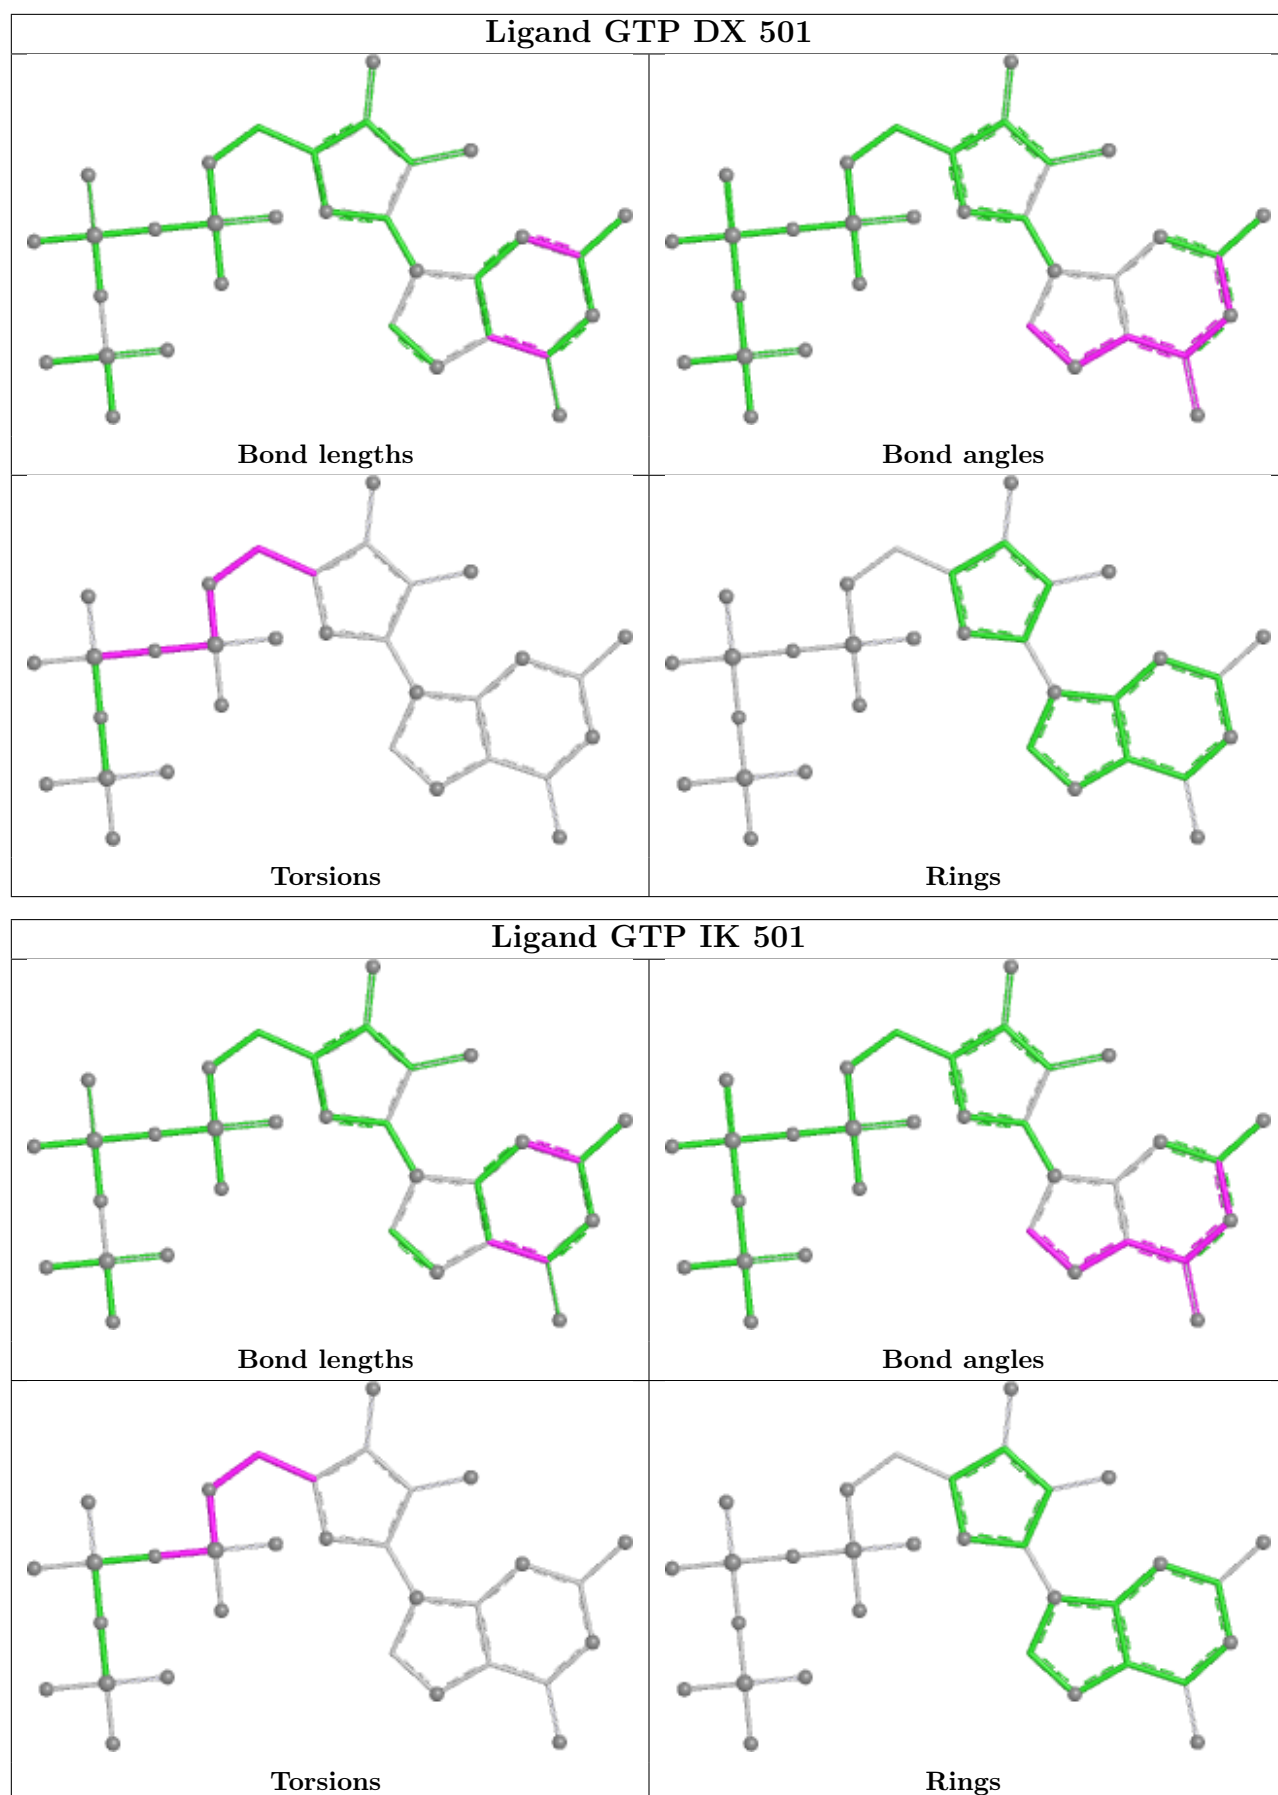 Ligand GTP DX 501
Bond lengths
Bond angles
Torsions
Rings
Ligand GTP IK 501
Bond lengths
Bond angles
Torsions
Rings